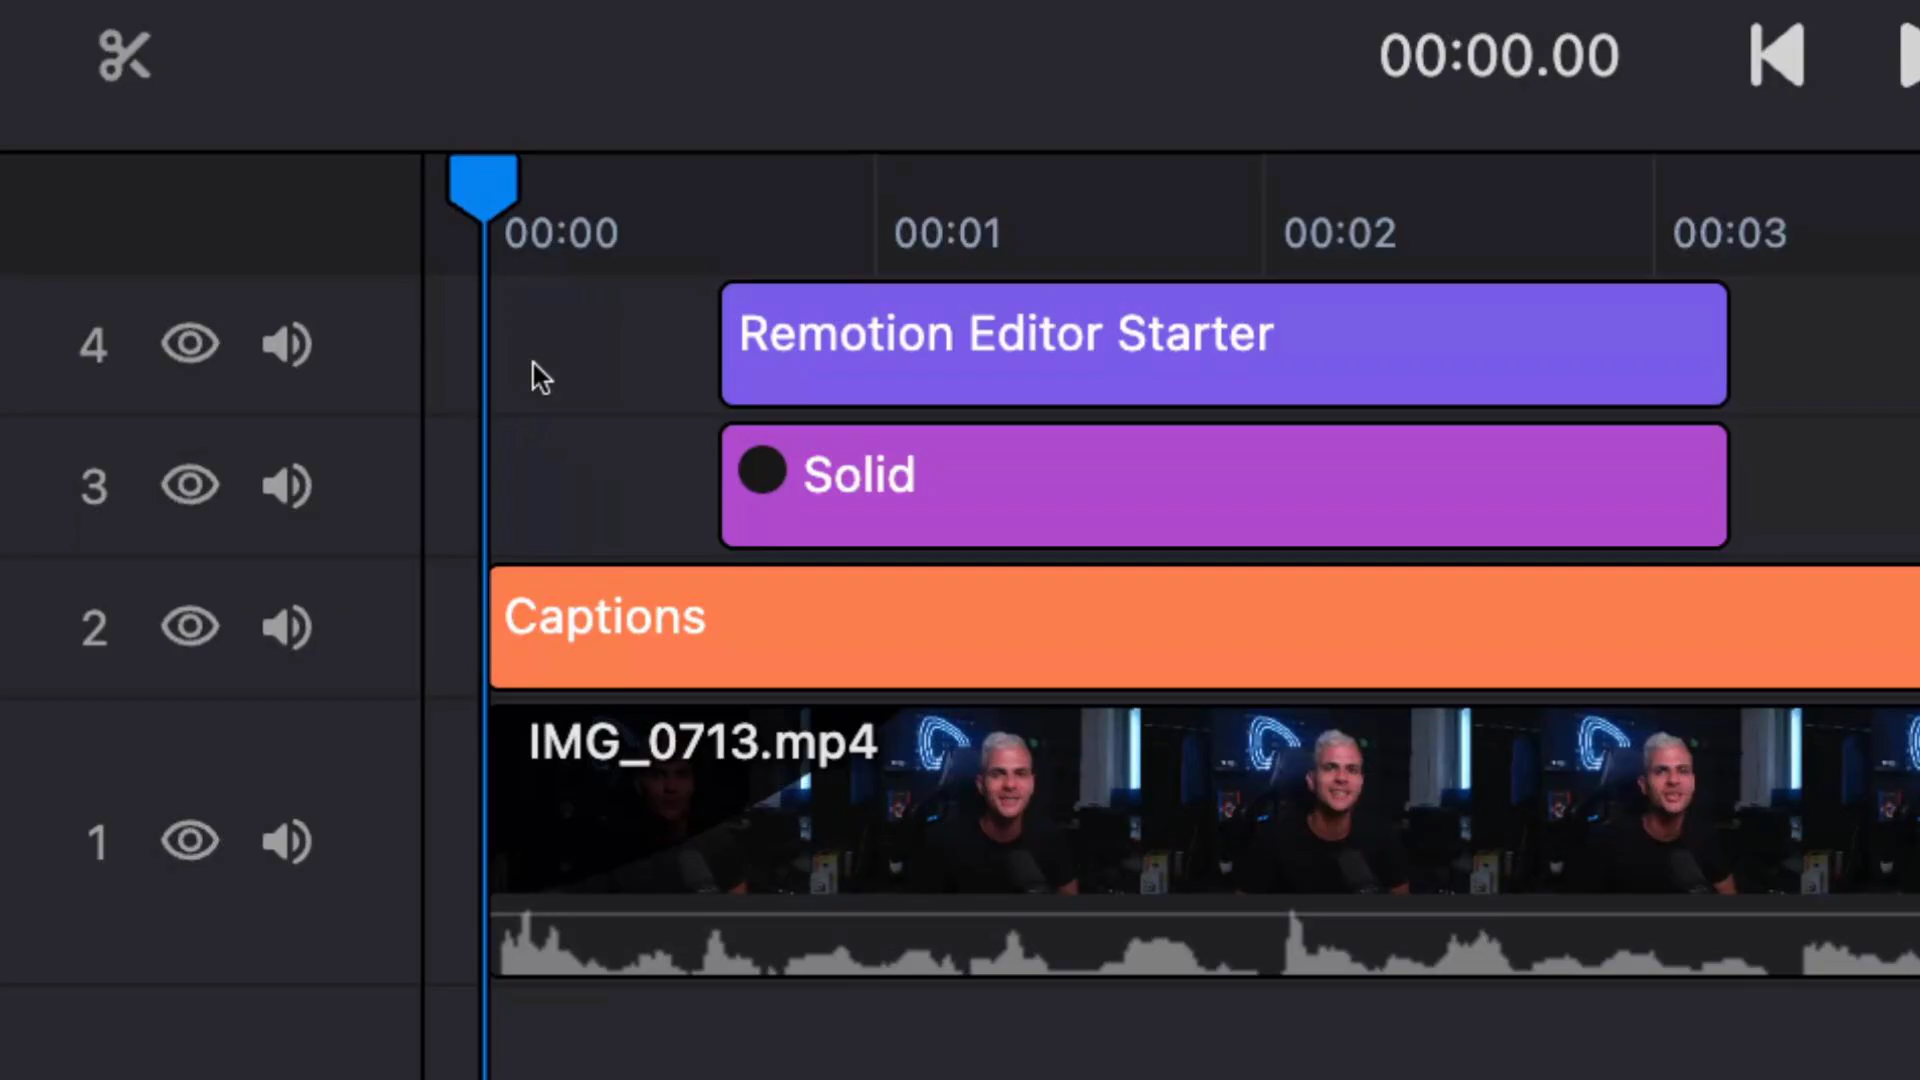 00:00.00
00:00 00:01 00:02 00:03
4 Remotion Editor Starter
3 Solid
2 Captions
1 IMG_0713.mp4